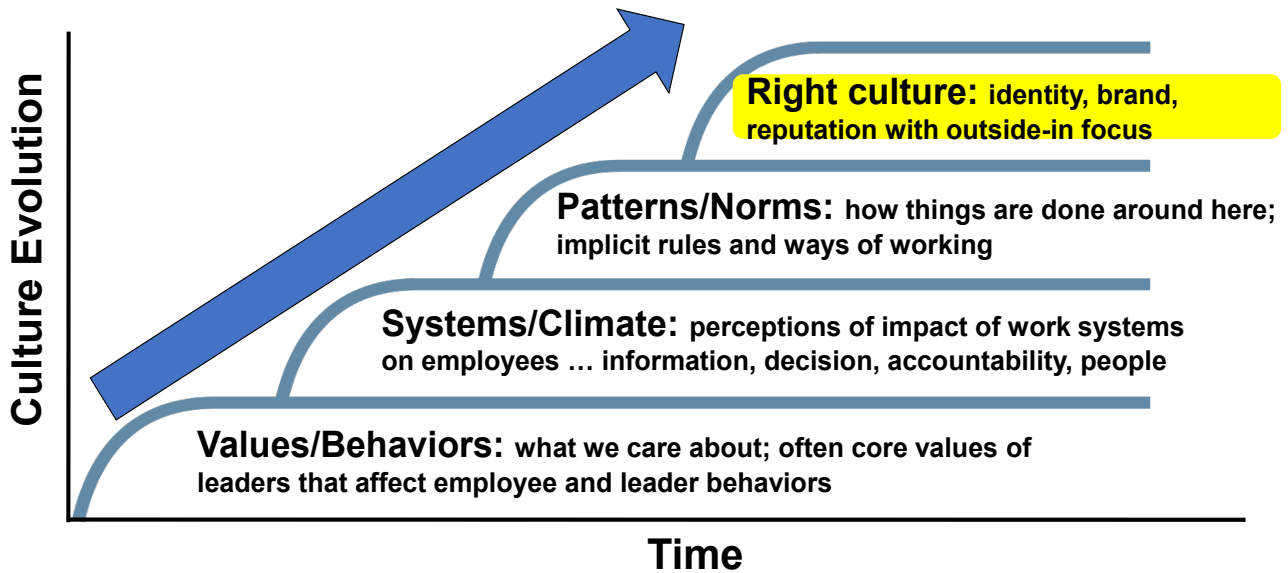 Culture Evolution
Right culture: identity, brand,
reputation with outside-in focus
Patterns/Norms: how things are done around here;
implicit rules and ways of working
Systems/Climate: perceptions of impact of work systems
on employees … information, decision, accountability, people
Values/Behaviors: what we care about; often core values of
leaders that affect employee and leader behaviors
Time